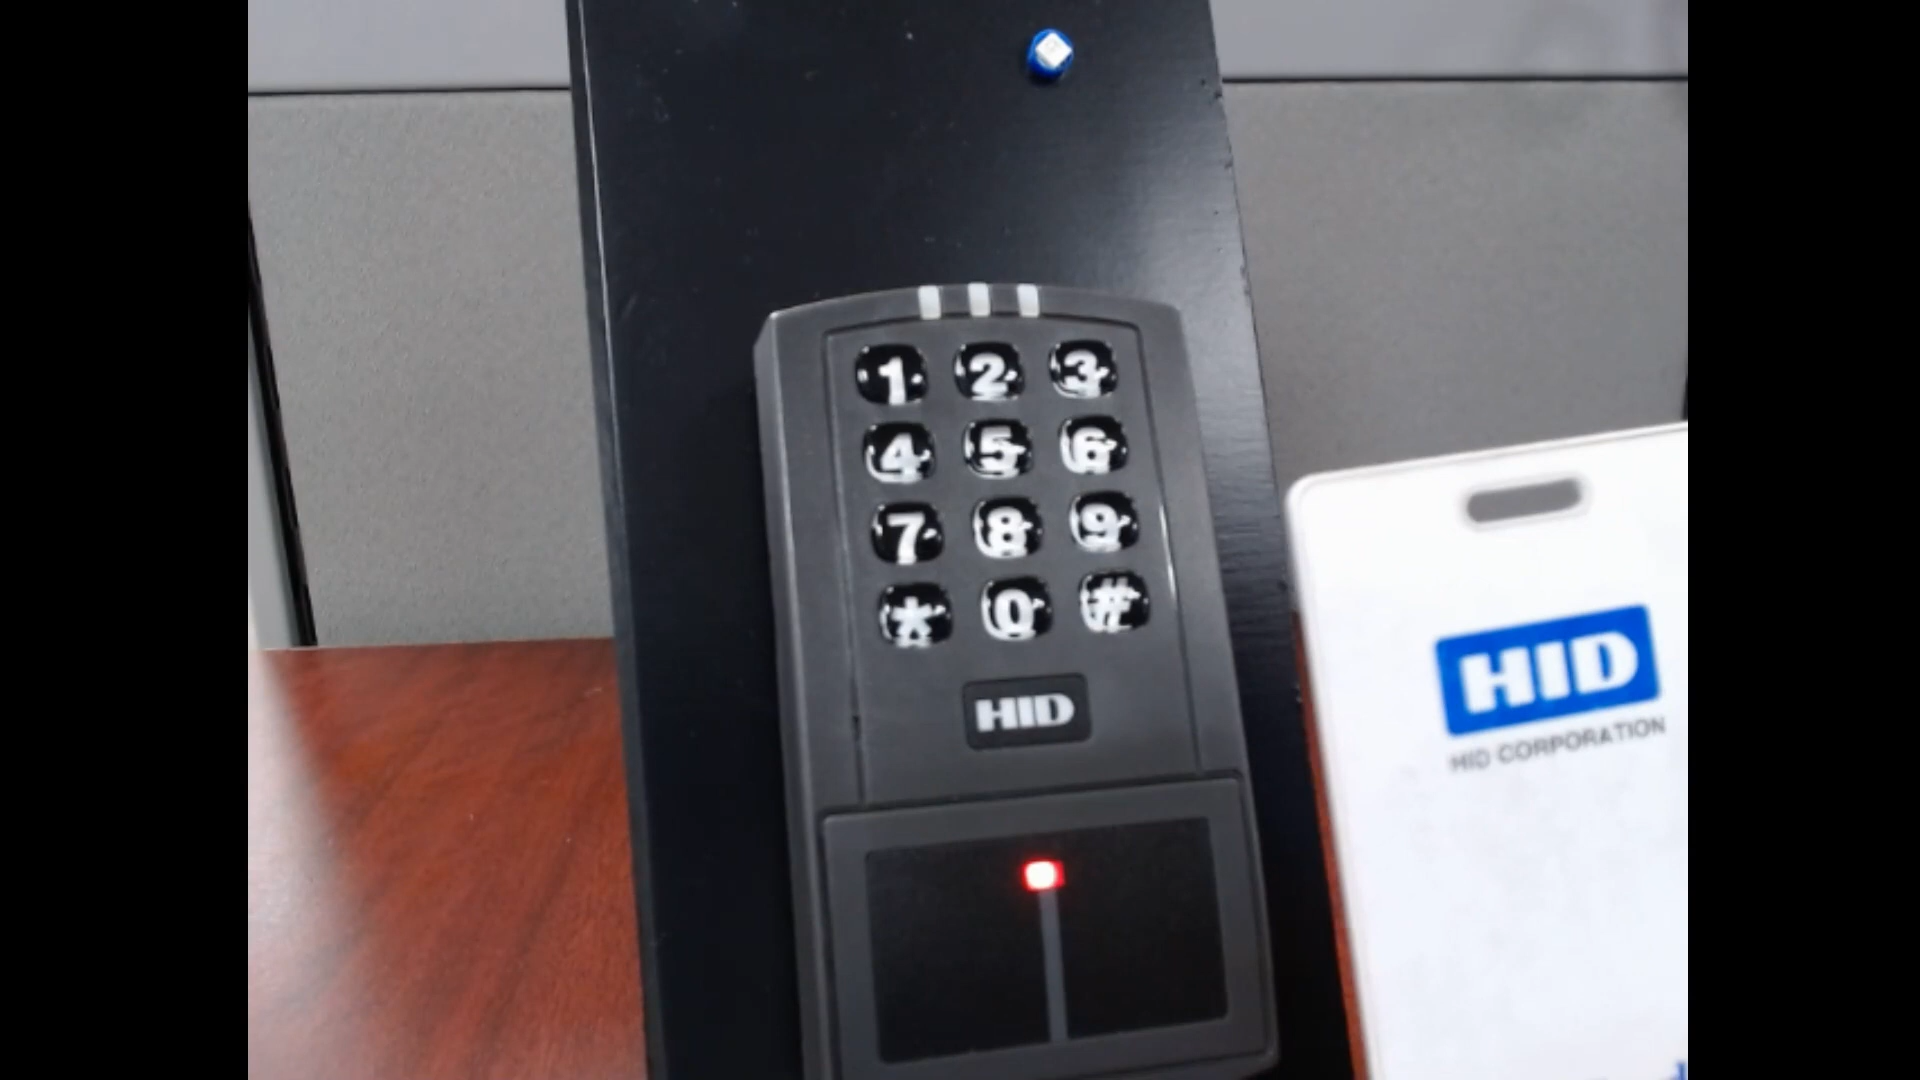 1 2 3
4 5 6
7 8 9
* 0 #
HID
HID
HID CORPORATION